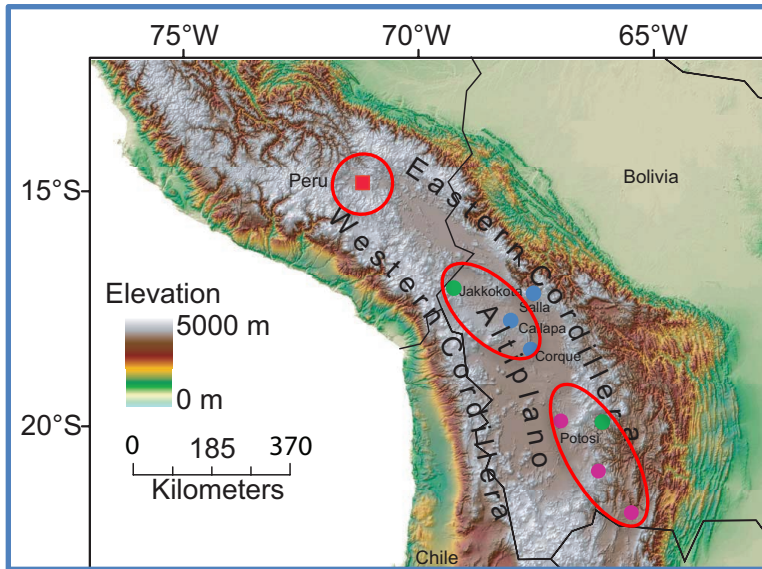 75°W 70°W 65°W
15°S
20°S
Peru
Bolivia
Eastern Cordillera
Western Cordillera
Altiplano
Jakkokota
Salla
Callapa
Corque
Potosi
Elevation
5000 m
0 m
0 185 370
Kilometers
Chile